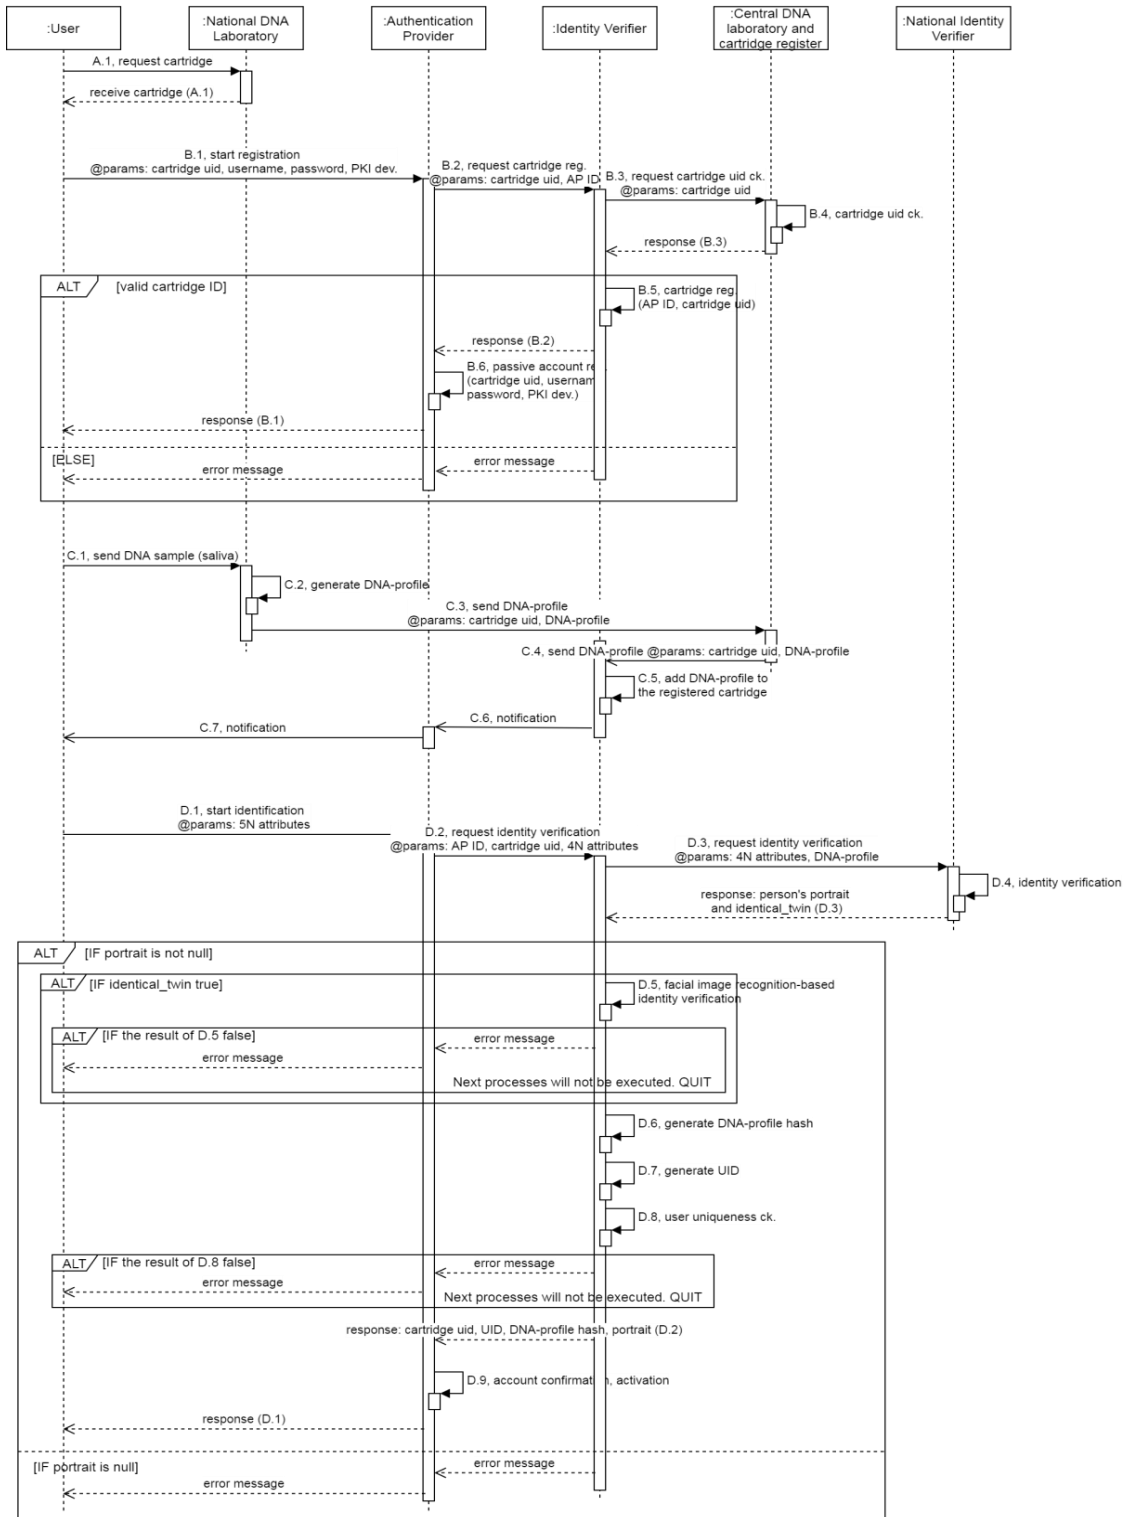 :User
:National DNA
Laboratory
:Authentication
Provider
:Identity Verifier
:Central DNA
laboratory and
cartridge register
:National Identity
Verifier
A.1, request cartridge
receive cartridge (A.1)
B.1, start registration
@params: cartridge uid, username, password, PKI dev.
B.2, request cartridge reg.
@params: cartridge uid, AP ID
B.3, request cartridge uid ck.
@params: cartridge uid
B.4, cartridge uid ck.
response (B.3)
ALT
[valid cartridge ID]
B.5, cartridge reg.
(AP ID, cartridge uid)
response (B.2)
B.6, passive account re
(cartridge uid, usernam
password, PKI dev.)
response (B.1)
[ELSE]
error message
error message
C.1, send DNA sample (saliva)
C.2, generate DNA-profile
C.3, send DNA-profile
@params: cartridge uid, DNA-profile
C.4, send DNA-profile @params: cartridge uid, DNA-profile
C.5, add DNA-profile to
the registered cartridge
C.6, notification
C.7, notification
D.1, start identification
@params: 5N attributes
D.2, request identity verification
@params: AP ID, cartridge uid, 4N attributes
D.3, request identity verification
@params: 4N attributes, DNA-profile
D.4, identity verification
response: person's portrait
and identical_twin (D.3)
ALT
[IF portrait is not null]
ALT
[IF identical_twin true]
D.5, facial image recognition-based
identity verification
ALT
[IF the result of D.5 false]
error message
error message
Next processes will not be executed. QUIT
D.6, generate DNA-profile hash
D.7, generate UID
D.8, user uniqueness ck.
ALT
[IF the result of D.8 false]
error message
error message
Next processes will not be executed. QUIT
response: cartridge uid, UID, DNA-profile hash, portrait (D.2)
D.9, account confirmation, activation
response (D.1)
[IF portrait is null]
error message
error message